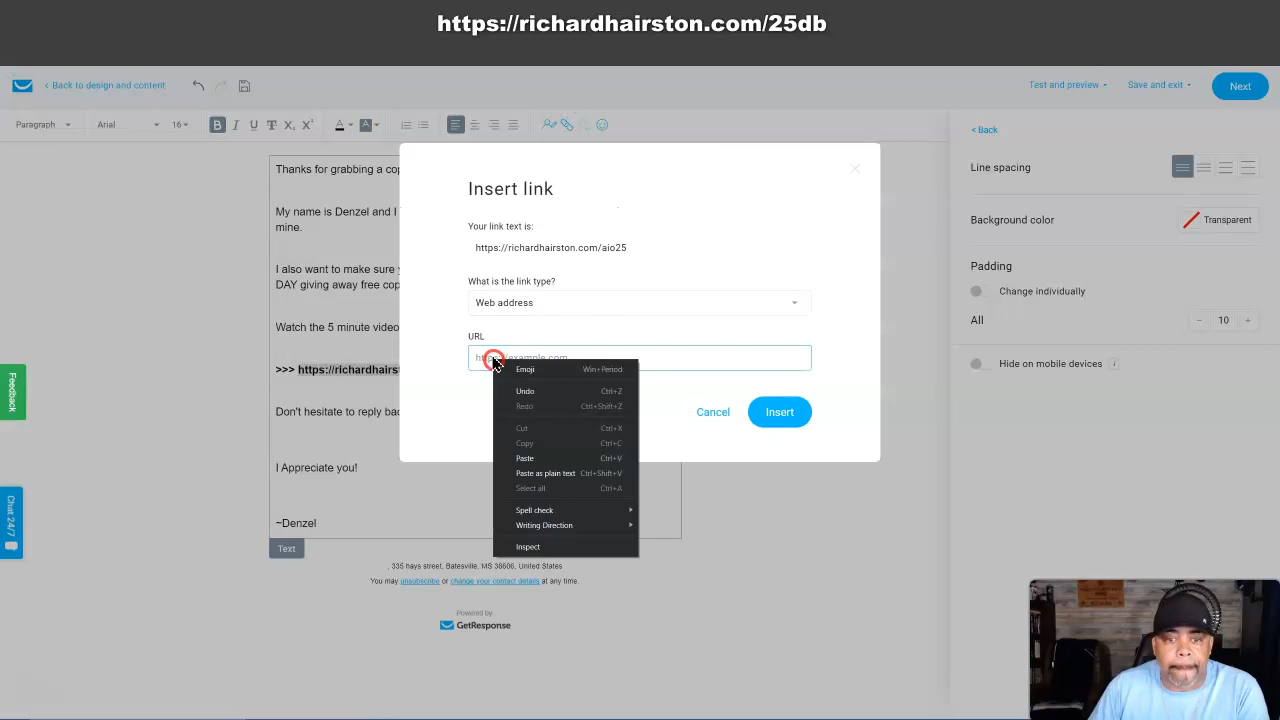 https://richardhairston.com/25db
< Back to design and content
Test and preview
Save and exit
Next
Paragraph
Arial
16
B
I
U
< Back
Line spacing
Background color
Transparent
Padding
Change individually
All
10
Hide on mobile devices
Thanks for grabbing a
My name is Denzel and I
mine.
I also want to make sure
DAY giving away free
Watch the 5 minute video
>>> https://richardhairs
Don't hesitate to reply
I Appreciate you!
~Denzel
Text
Insert link
Your link text is:
https://richardhairston.com/aio25
What is the link type?
Web address
URL
Cancel
Insert
Emoji Win+Period
Undo Ctrl+Z
Redo Ctrl+Shift+Z
Cut Ctrl+X
Copy Ctrl+C
Paste Ctrl+V
Paste as plain text Ctrl+Shift+V
Select all Ctrl+A
Spell check
Writing Direction
Inspect
, 335 hays street, Batesville, MS 38606, United States
You may unsubscribe or change your contact details at any time.
Powered by
GetResponse
Feedback
Chat 24/7